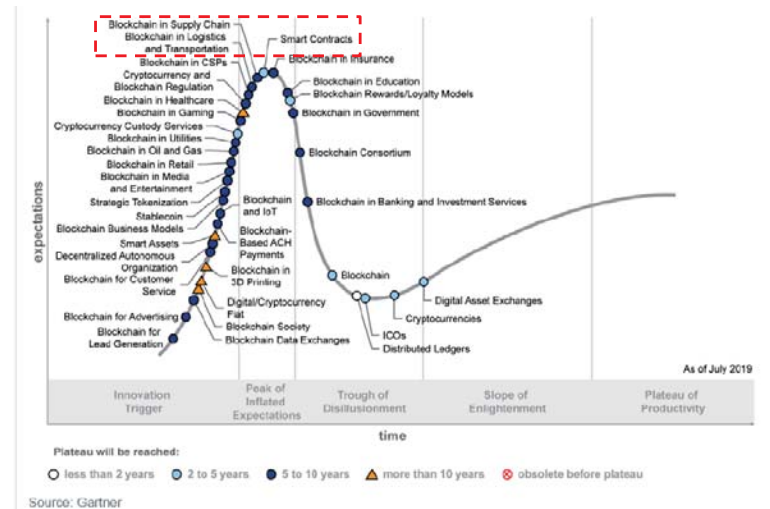 Blockchain in Supply Chain
Blockchain in Logistics
and Transportation
Blockchain in CSPs
Cryptocurrency and
Blockchain Regulation
Blockchain in Healthcare
Blockchain in Gaming
Cryptocurrency Custody Services
Blockchain in Utilities
Blockchain in Oil and Gas
Blockchain in Retail
Blockchain in Media
and Entertainment
Strategic Tokenization
Stablecoin
Blockchain Business Models
Smart Assets
Decentralized Autonomous
Organization
Blockchain for Customer
Service
Blockchain for Advertising
Blockchain for
Lead Generation
Smart Contracts
Blockchain in Insurance
Blockchain in Education
Blockchain Rewards/Loyalty Models
Blockchain in Government
Blockchain Consortium
Blockchain in Banking and Investment Services
Blockchain
and IoT
Blockchain-
Based ACH
Payments
Blockchain in
3D Printing
Digital/Cryptocurrency
Fiat
Blockchain Society
Blockchain Data Exchanges
Blockchain
Digital Asset Exchanges
Cryptocurrencies
ICOs
Distributed Ledgers
expectations
As of July 2019
Innovation
Trigger
Peak of
Inflated
Expectations
Trough of
Disillusionment
Slope of
Enlightenment
Plateau of
Productivity
time
Plateau will be reached:
less than 2 years
2 to 5 years
5 to 10 years
more than 10 years
obsolete before plateau
Source: Gartner